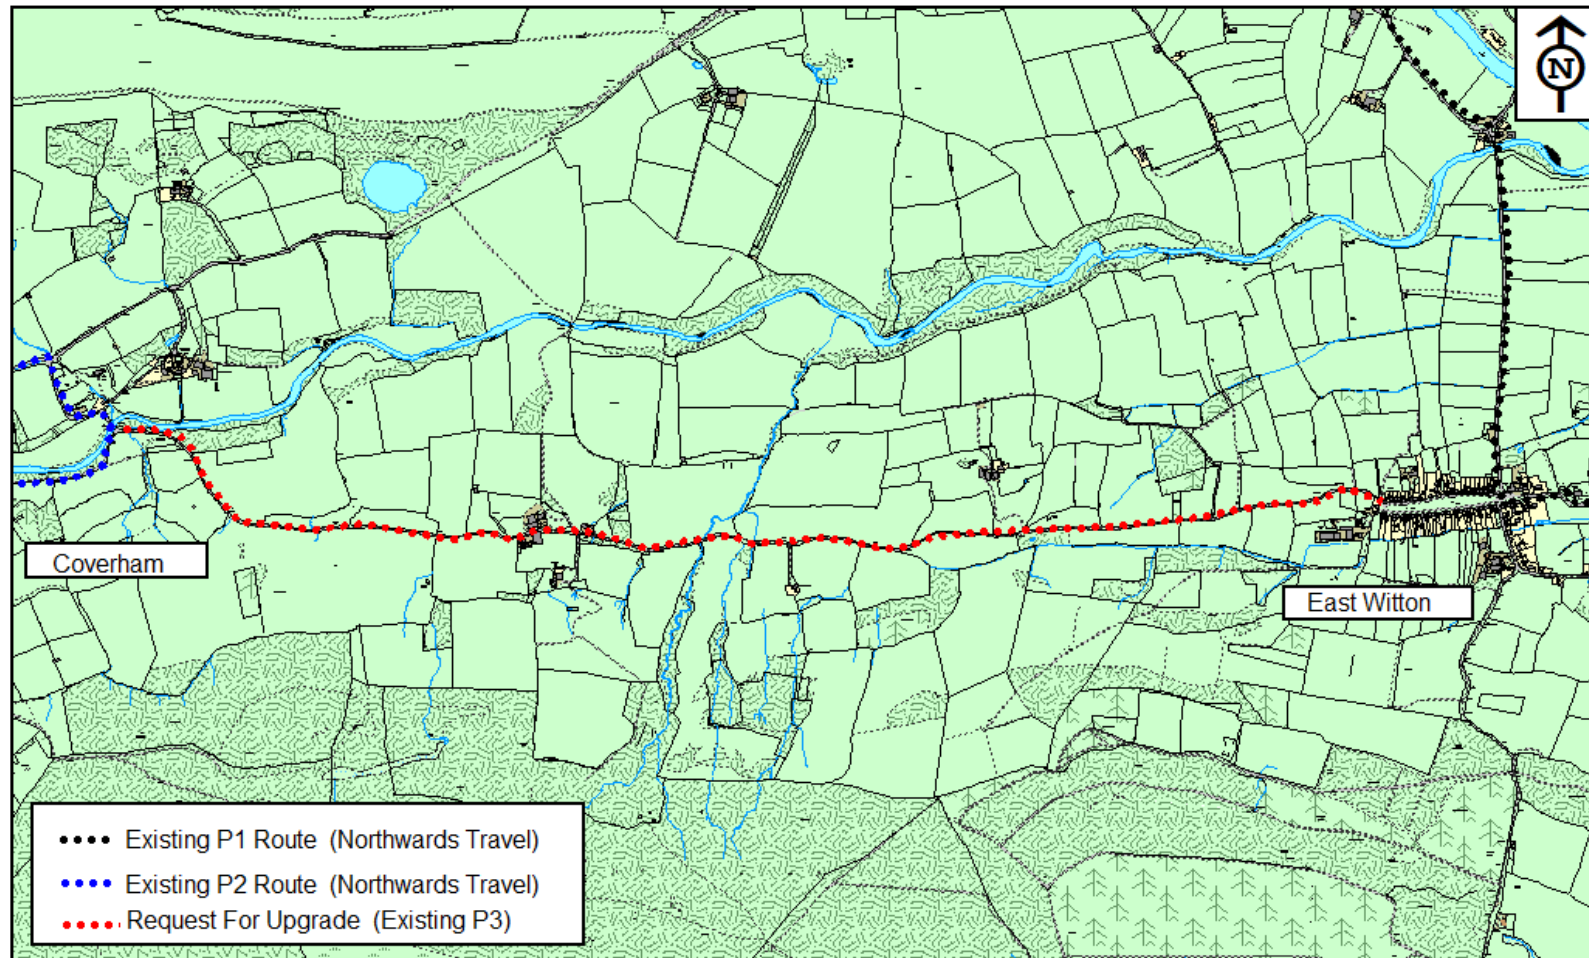 N
Coverham
East Witton
Existing P1 Route (Northwards Travel)
Existing P2 Route (Northwards Travel)
Request For Upgrade (Existing P3)